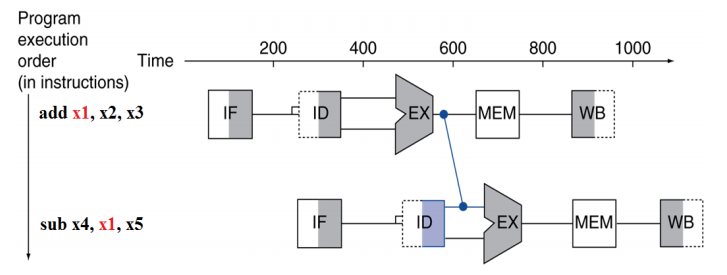 Program
execution
order
(in instructions)
Time
200 400 600 800 1000
add x1, x2, x3
IF ID EX MEM WB
sub x4, x1, x5
IF ID EX MEM WB